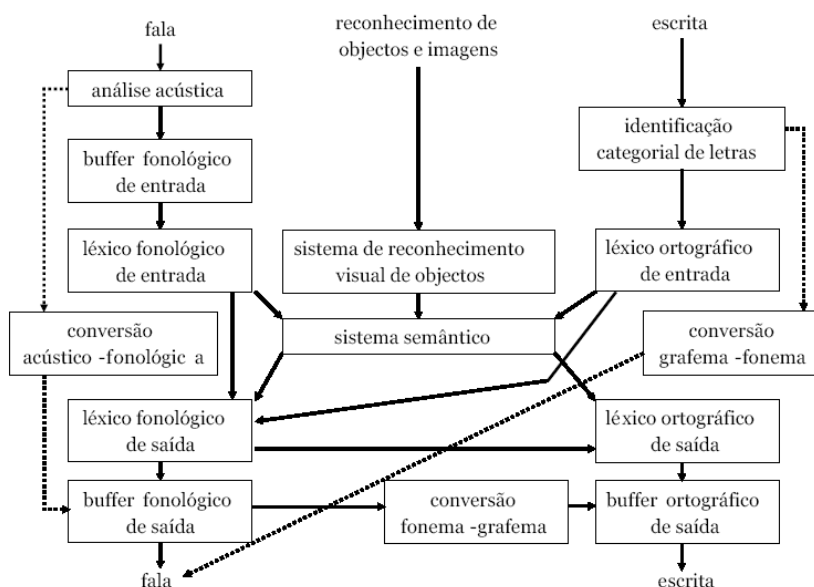 fala
reconhecimento de
objectos e imagens
escrita
análise acústica
identificação
categorial de letras
buffer fonológico
de entrada
léxico fonológico
de entrada
sistema de reconhecimento
visual de objectos
léxico ortográfico
de entrada
conversão
acústico -fonológic a
sistema semântico
conversão
grafema -fonema
léxico fonológico
de saída
léxico ortográfico
de saída
buffer fonológico
de saída
conversão
fonema -grafema
buffer ortográfico
de saída
fala
escrita